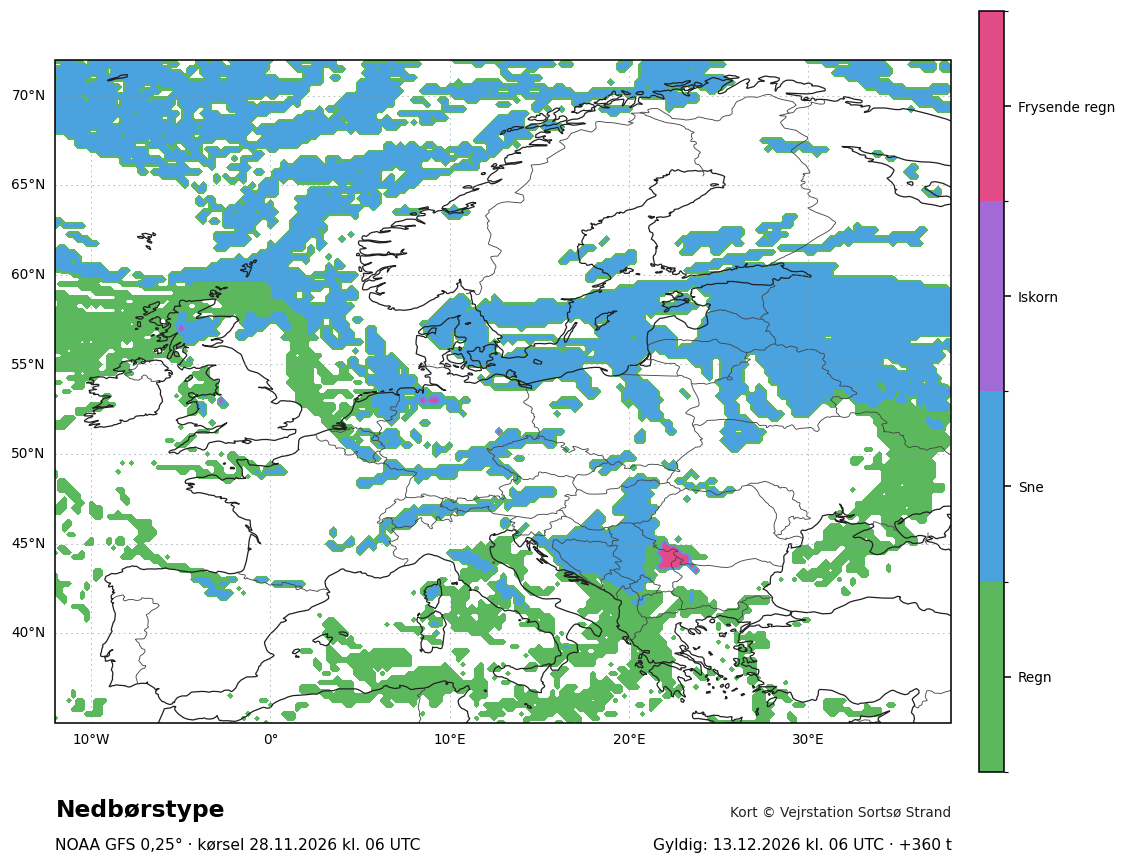 Frysende regn
70°N
65°N
Iskorn
60°N
55°N
Sne
50°N
45°N
Regn
40°N
10°W
0°
10°E
20°E
30°E
Nedbørstype
Kort © Vejrstation Sortsø Strand
NOAA GFS 0,25° · kørsel 28.11.2026 kl. 06 UTC
Gyldig: 13.12.2026 kl. 06 UTC · +360 t